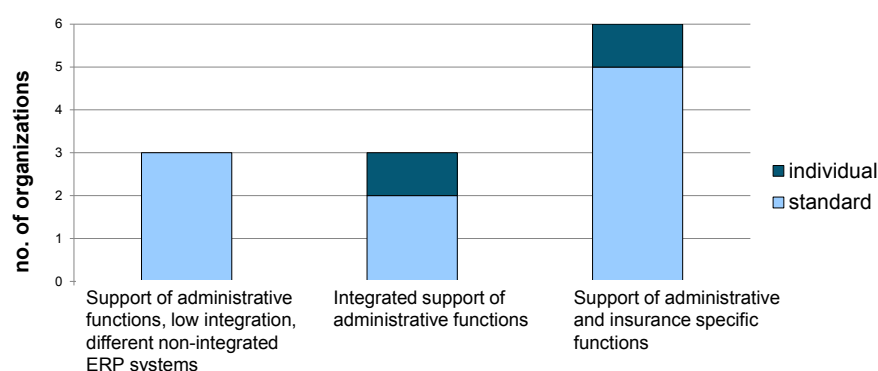 6
5
4
3
2
1
0
no. of organizations
individual
standard
Support of administrative
functions, low integration,
different non-integrated
ERP systems
Integrated support of
administrative functions
Support of administrative
and insurance specific
functions